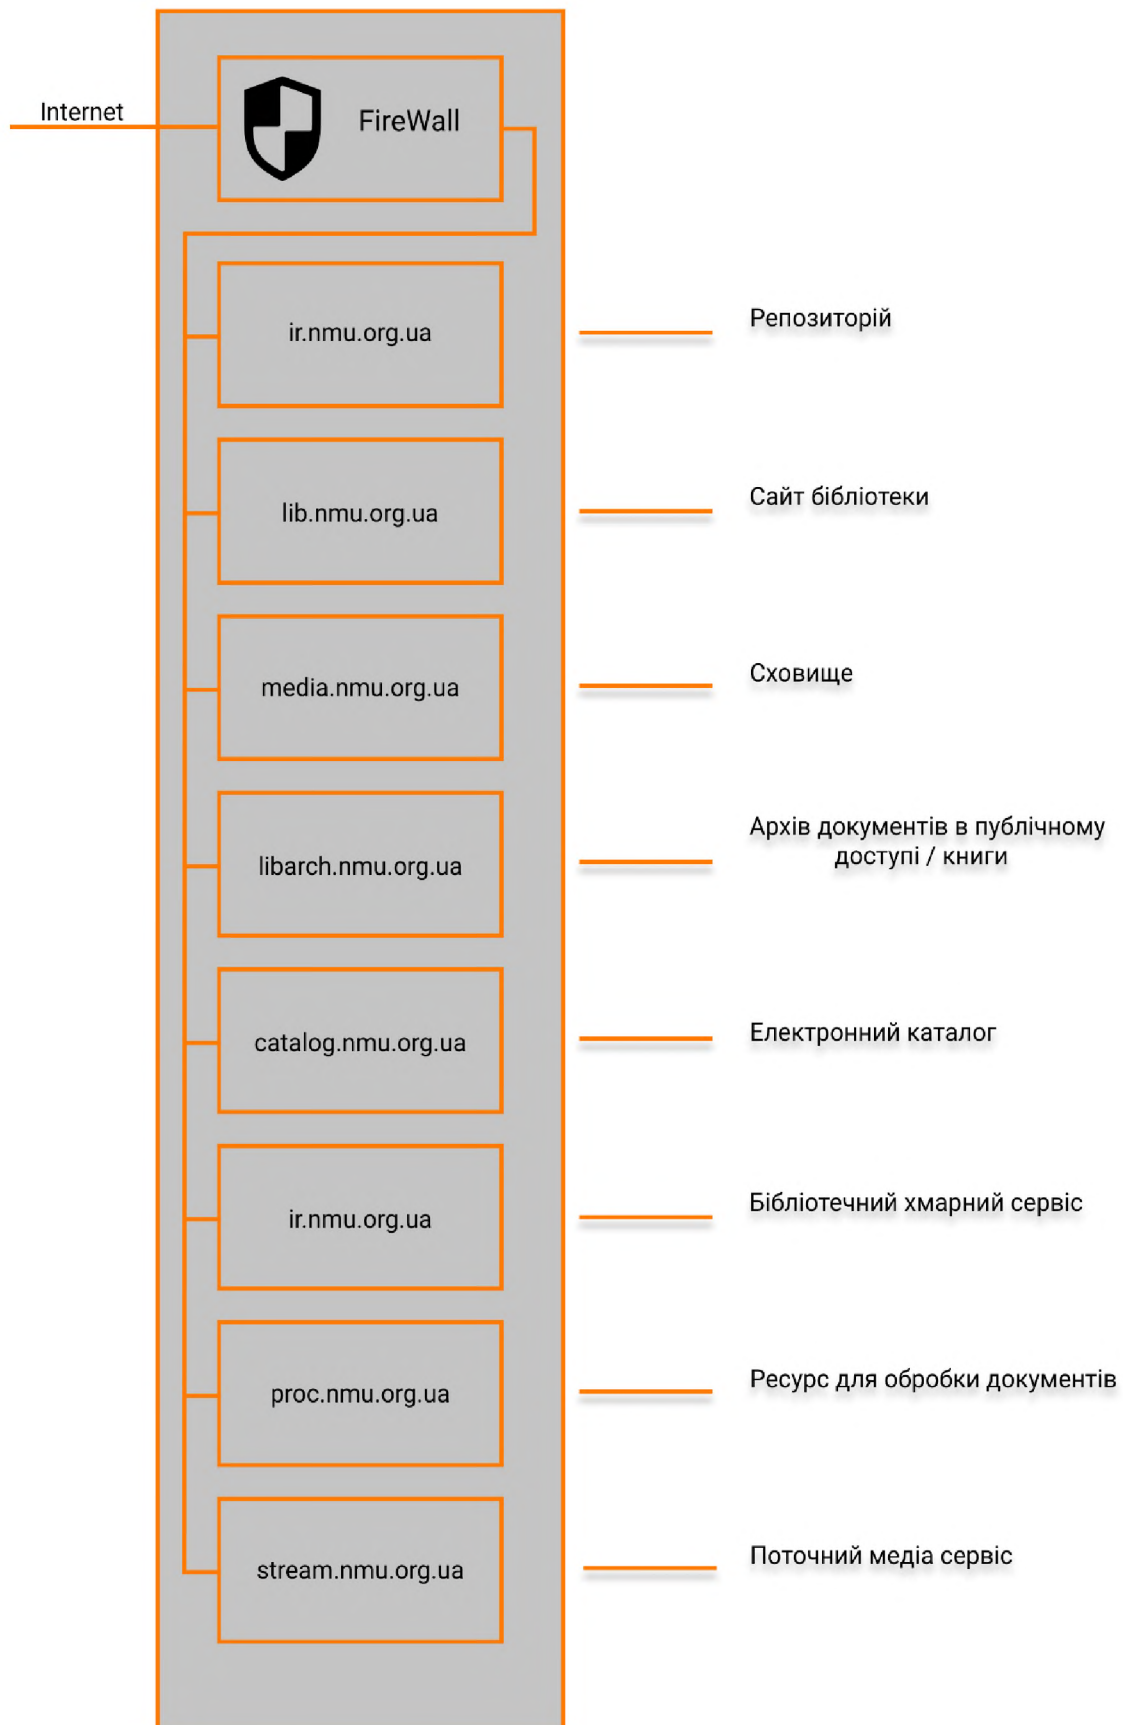 Internet
FireWall
ir.nmu.org.ua
Репозиторій
lib.nmu.org.ua
Сайт бібліотеки
media.nmu.org.ua
Сховище
libarch.nmu.org.ua
Архів документів в публічному
доступі / книги
catalog.nmu.org.ua
Електронний каталог
ir.nmu.org.ua
Бібліотечний хмарний сервіс
proc.nmu.org.ua
Ресурс для обробки документів
stream.nmu.org.ua
Поточний медіа сервіс